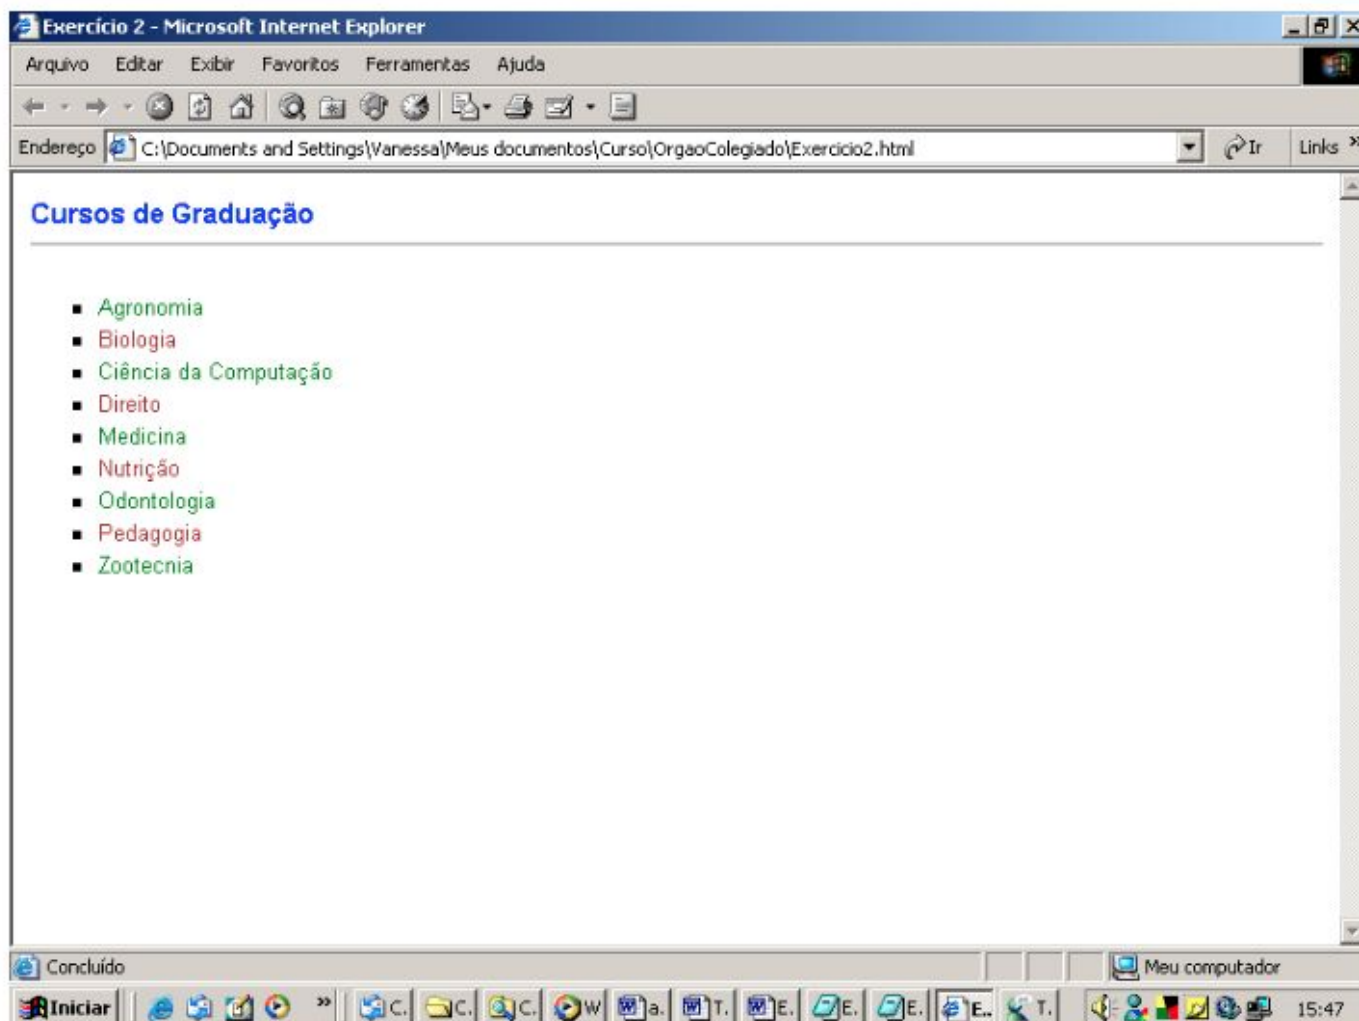 Exercício 2 - Microsoft Internet Explorer
Arquivo Editar Exibir Favoritos Ferramentas Ajuda
Endereço C:\Documents and Settings\Vanessa\Meus documentos\Curso\OrgaoColegiado\Exercicio2.html Ir Links »
Cursos de Graduação
Agronomia
Biologia
Ciência da Computação
Direito
Medicina
Nutrição
Odontologia
Pedagogia
Zootecnia
Concluído Meu computador
Iniciar » C. C. C. W a. T. E. E. E. E.. T. 15:47